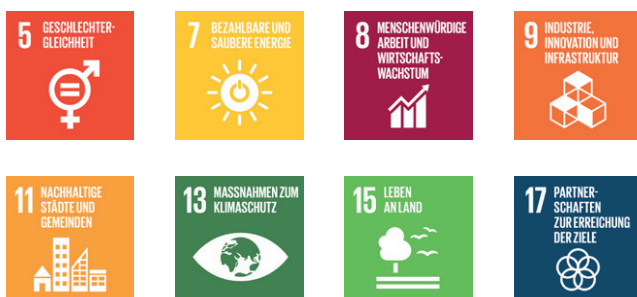 5 GESCHLECHTER-
GLEICHHEIT
7 BEZAHLBARE UND
SAUBERE ENERGIE
8 MENSCHENWÜRDIGE
ARBEIT UND
WIRTSCHAFTS-
WACHSTUM
9 INDUSTRIE,
INNOVATION UND
INFRASTRUKTUR
11 NACHHALTIGE
STÄDTE UND
GEMEINDEN
13 MASSNAHMEN ZUM
KLIMASCHUTZ
15 LEBEN
AN LAND
17 PARTNER-
SCHAFTEN
ZUR ERREICHUNG
DER ZIELE